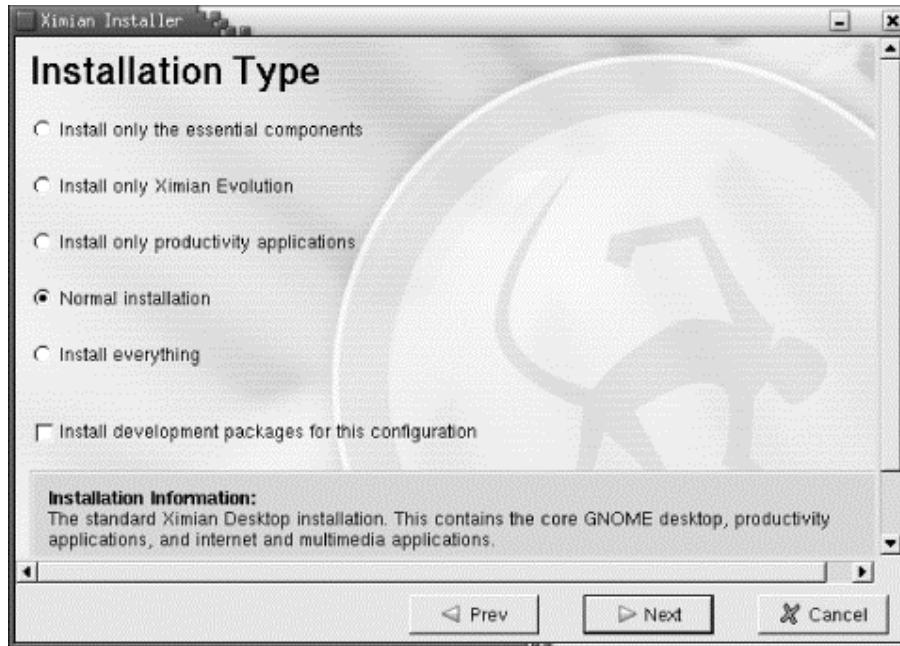 Ximian Installer
Installation Type
Install only the essential components
Install only Ximian Evolution
Install only productivity applications
Normal installation
Install everything
Install development packages for this configuration
Installation Information:
The standard Ximian Desktop installation. This contains the core GNOME desktop, productivity
applications, and internet and multimedia applications.
Prev
Next
Cancel